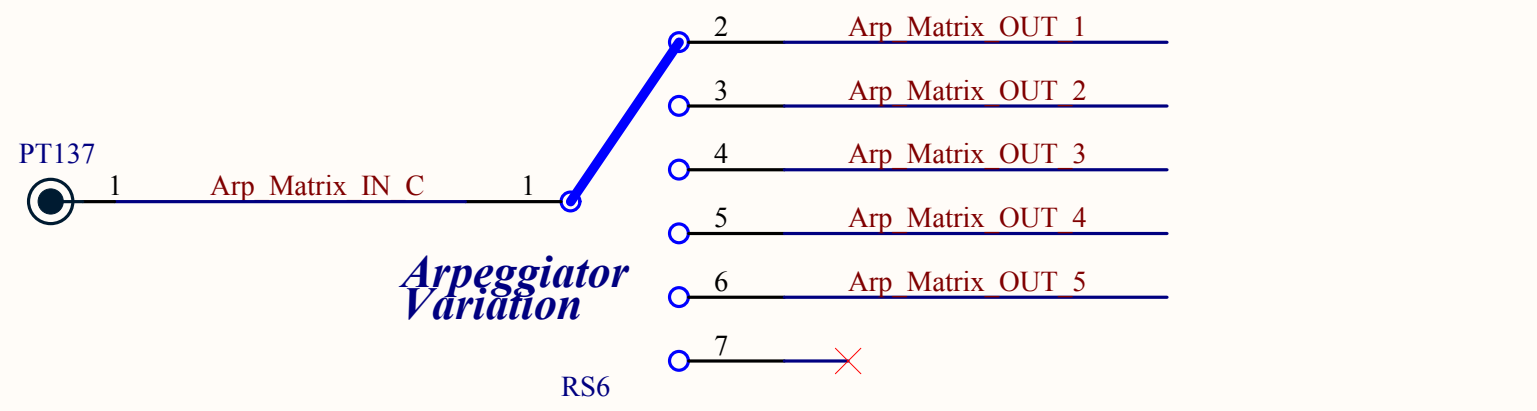 2 Arp_Matrix_OUT_1
3 Arp_Matrix_OUT_2
PT137
4 Arp_Matrix_OUT_3
1 Arp_Matrix_IN_C 1
5 Arp_Matrix_OUT_4
Arpeggiator
Variation
6 Arp_Matrix_OUT_5
7
RS6